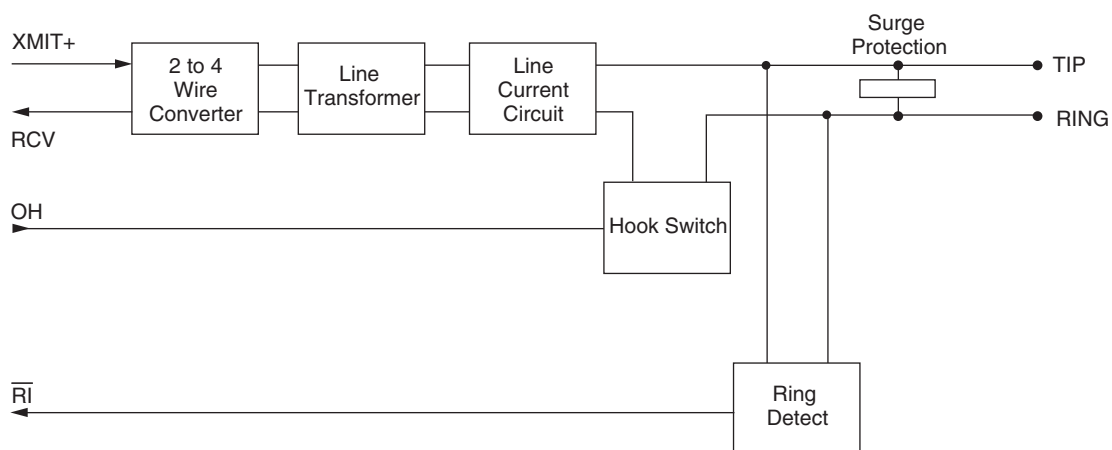 XMIT+
RCV
2 to 4
Wire
Converter
Line
Transformer
Line
Current
Circuit
Surge
Protection
TIP
RING
OH
Hook Switch
R̅I̅
Ring
Detect